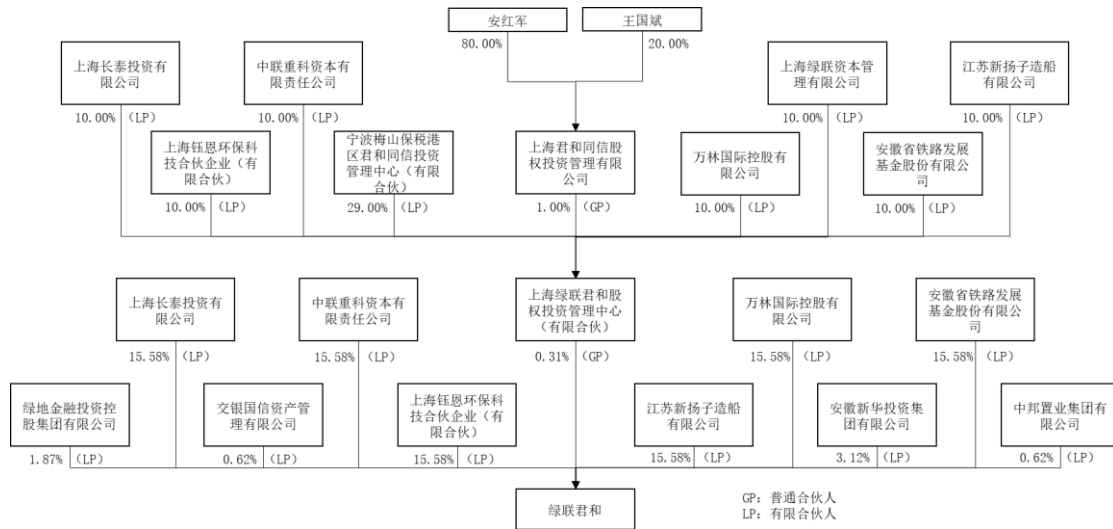 安红军
王国斌
80.00%
20.00%
上海长泰投资有
限公司
中联重科资本有
限责任公司
上海绿联资本管
理有限公司
江苏新扬子造船
有限公司
10.00% (LP)
10.00% (LP)
10.00% (LP)
10.00% (LP)
上海钰恩环保科
技合伙企业（有
限合伙）
宁波梅山保税港
区君和同信投资
管理中心（有限
合伙）
上海君和同信股
权投资管理有限
公司
万林国际控股有
限公司
安徽省铁路发展
基金股份有限公
司
10.00% (LP)
29.00% (LP)
1.00% (GP)
10.00% (LP)
10.00% (LP)
上海长泰投资有
限公司
中联重科资本有
限责任公司
上海绿联君和股
权投资管理中心
（有限合伙）
万林国际控股有
限公司
安徽省铁路发展
基金股份有限公
司
15.58% (LP)
15.58% (LP)
0.31% (GP)
15.58% (LP)
15.58% (LP)
绿地金融投资控
股集团有限公司
交银国信资产管
理有限公司
上海钰恩环保科
技合伙企业（有
限合伙）
江苏新扬子造船
有限公司
安徽新华投资集
团有限公司
中邦置业集团有
限公司
1.87% (LP)
0.62% (LP)
15.58% (LP)
15.58% (LP)
3.12% (LP)
0.62% (LP)
绿联君和
GP：普通合伙人
LP：有限合伙人